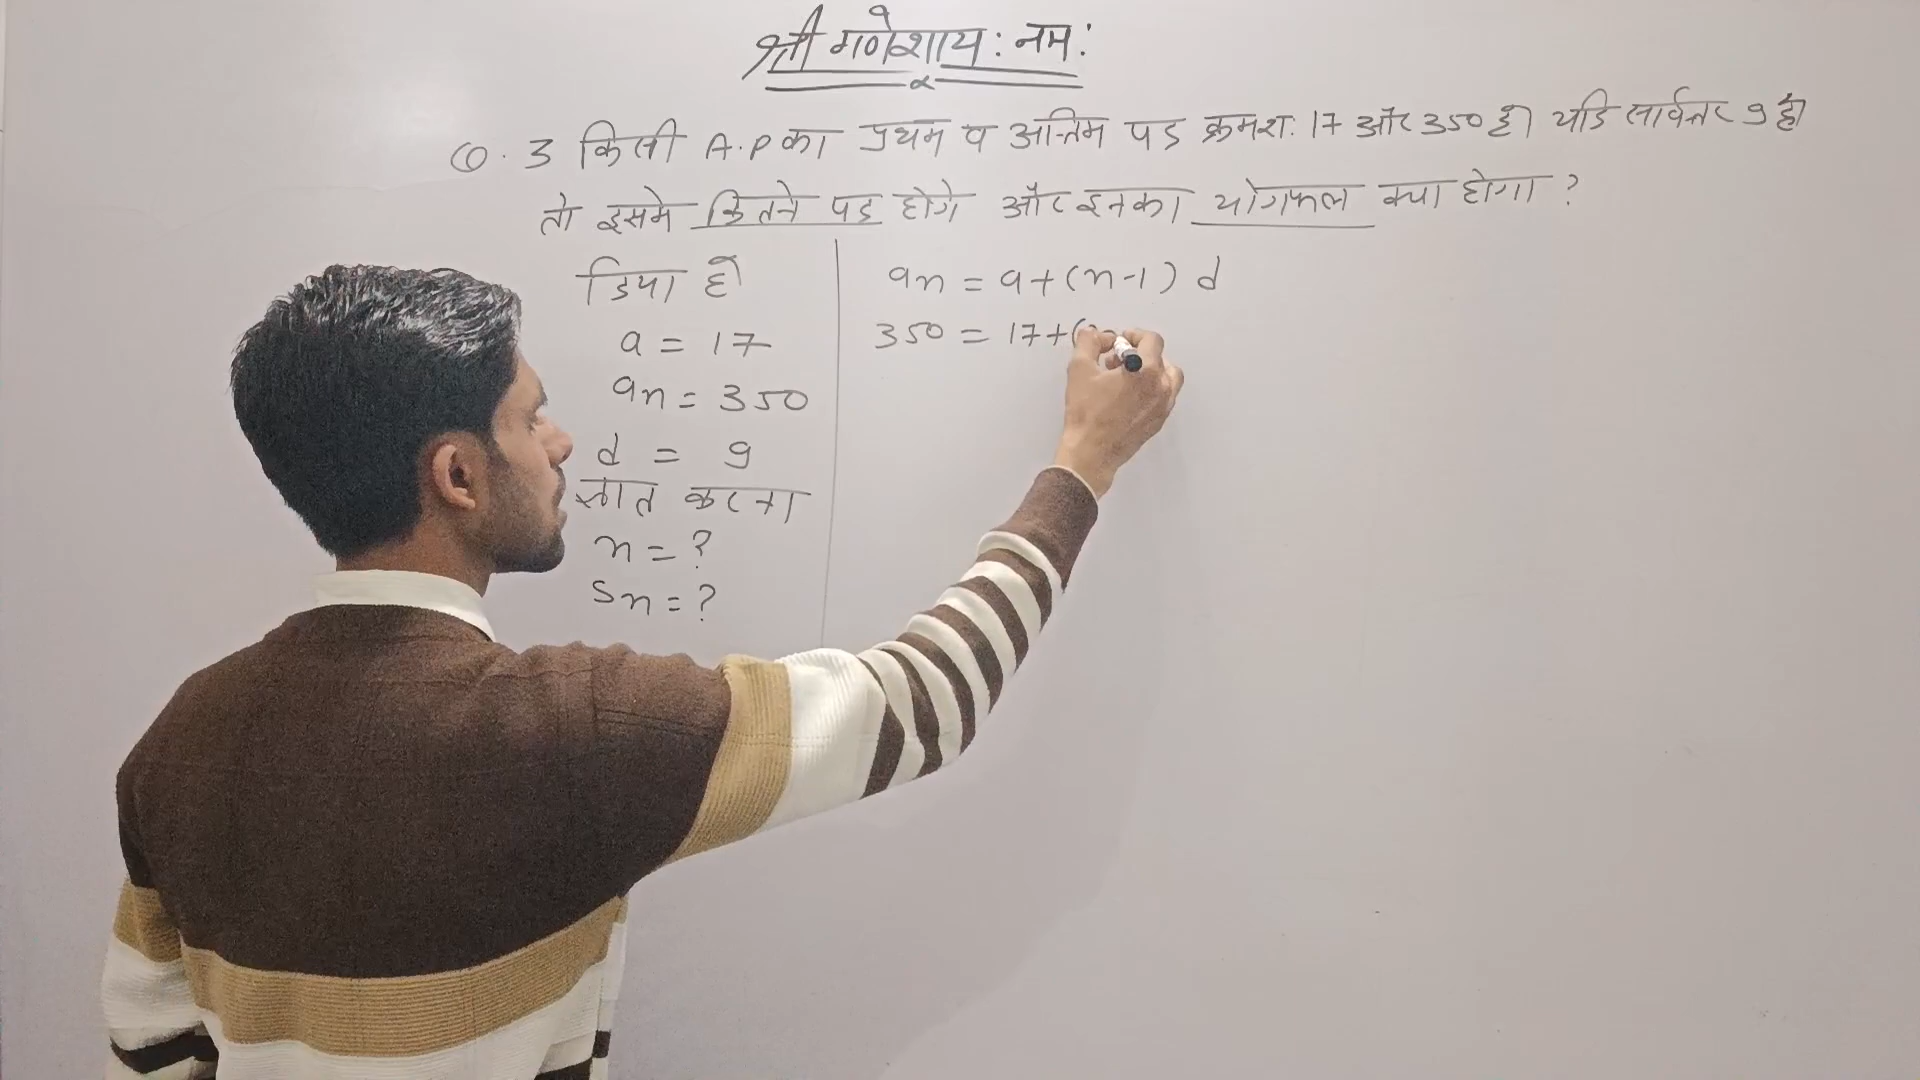 श्री गणेशाय: नम:
Q. 3 किसी A.P का प्रथम व अन्तिम पद क्रमश: 17 और 350 है। यदि सार्वन्तर 9 है।
तो इसमे कितने पद होगे और इनका योगफल क्या होगा ?
दिया है
a = 17
an = 350
d = 9
ज्ञात करना
n = ?
Sn = ?
an = a + (n-1) d
350 = 17 + (n